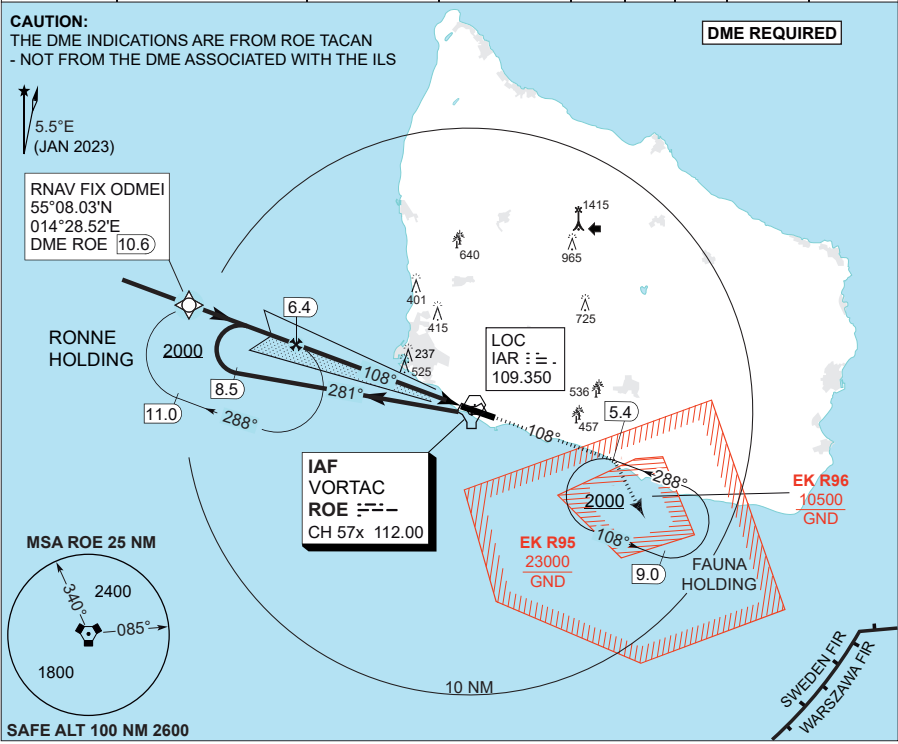 CAUTION:
THE DME INDICATIONS ARE FROM ROE TACAN
- NOT FROM THE DME ASSOCIATED WITH THE ILS
DME REQUIRED
5.5°E
(JAN 2023)
RNAV FIX ODMEI
55°08.03'N
014°28.52'E
DME ROE 10.6
1415
965
640
401
415
725
237
525
6.4
RONNE
HOLDING
2000
8.5
11.0
288°
108°
281°
LOC
IAR
109.350
536
457
5.4
108°
288°
2000
108°
9.0
FAUNA
HOLDING
EK R96
10500
GND
EK R95
23000
GND
IAF
VORTAC
ROE
CH 57x 112.00
MSA ROE 25 NM
340°
2400
085°
1800
SAFE ALT 100 NM 2600
10 NM
SWEDEN FIR
WARSZAWA FIR